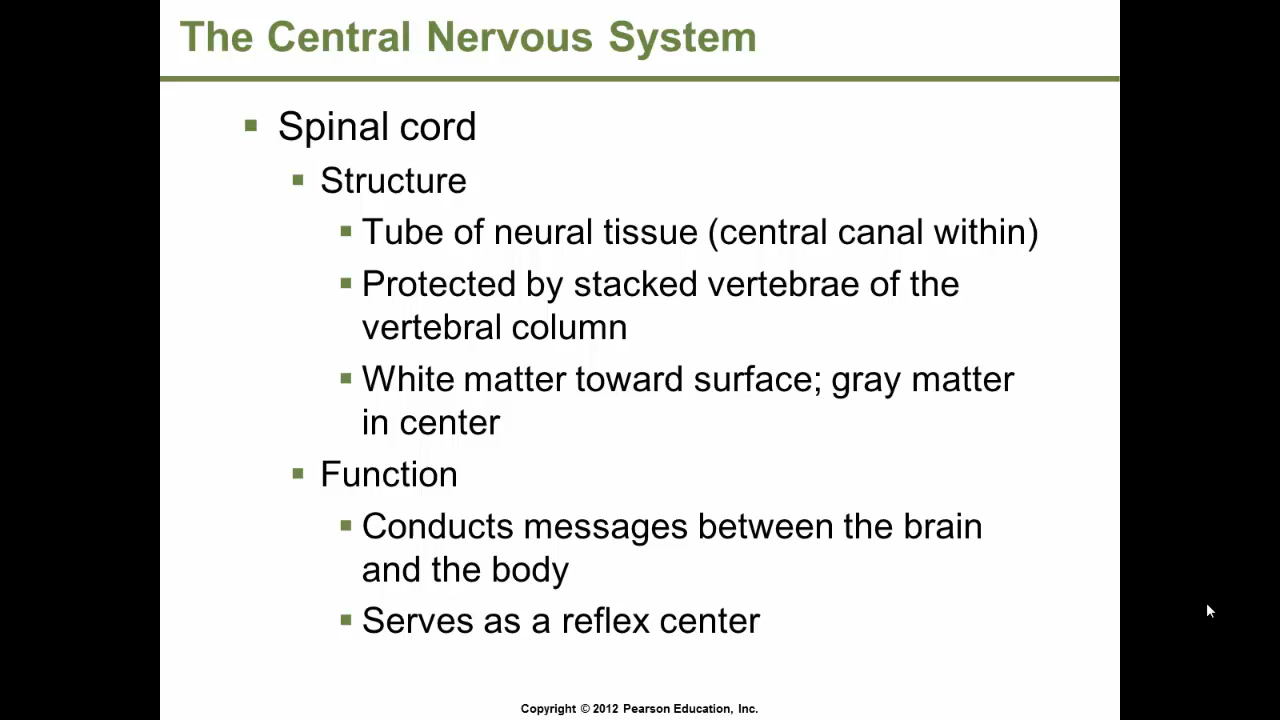 The Central Nervous System
Spinal cord
Structure
Tube of neural tissue (central canal within)
Protected by stacked vertebrae of the
vertebral column
White matter toward surface; gray matter
in center
Function
Conducts messages between the brain
and the body
Serves as a reflex center
Copyright © 2012 Pearson Education, Inc.